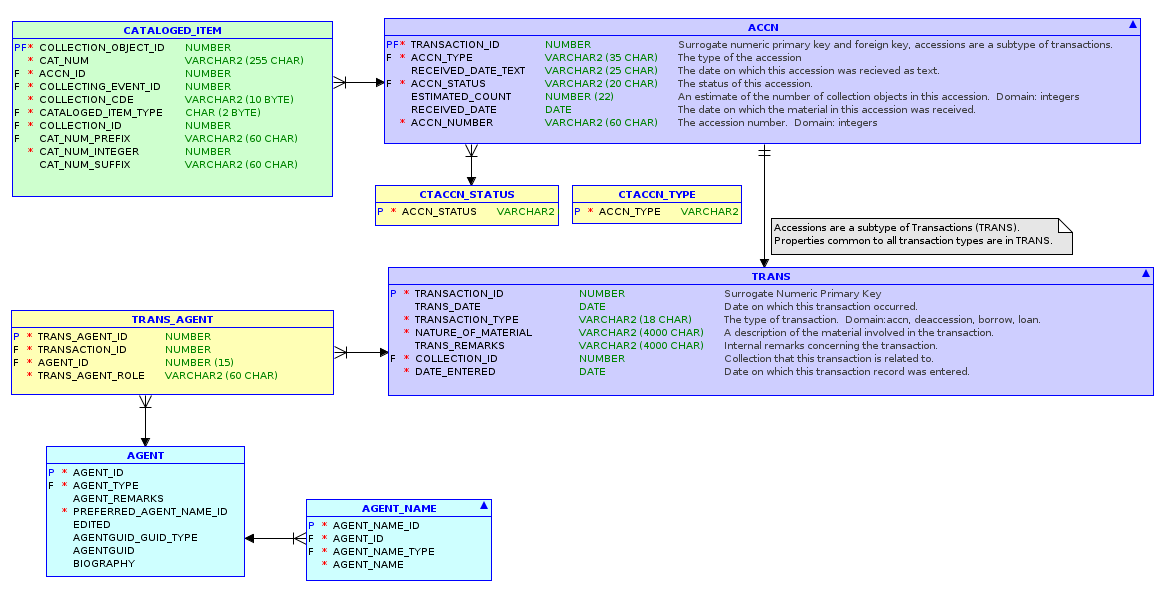 CATALOGED_ITEM
PF* COLLECTION_OBJECT_ID NUMBER
* CAT_NUM VARCHAR2 (255 CHAR)
F * ACCN_ID NUMBER
F * COLLECTING_EVENT_ID NUMBER
* COLLECTION_CDE VARCHAR2 (10 BYTE)
F * CATALOGED_ITEM_TYPE CHAR (2 BYTE)
F * COLLECTION_ID NUMBER
F CAT_NUM_PREFIX VARCHAR2 (60 CHAR)
* CAT_NUM_INTEGER NUMBER
CAT_NUM_SUFFIX VARCHAR2 (60 CHAR)
ACCN
PF* TRANSACTION_ID NUMBER Surrogate numeric primary key and foreign key, accessions are a subtype of transactions.
F * ACCN_TYPE VARCHAR2 (35 CHAR) The type of the accession
RECEIVED_DATE_TEXT VARCHAR2 (25 CHAR) The date on which this accession was recieved as text.
F * ACCN_STATUS VARCHAR2 (20 CHAR) The status of this accession.
ESTIMATED_COUNT NUMBER (22) An estimate of the number of collection objects in this accession. Domain: integers
RECEIVED_DATE DATE The date on which the material in this accession was received.
* ACCN_NUMBER VARCHAR2 (60 CHAR) The accession number. Domain: integers
CTACCN_STATUS
P * ACCN_STATUS VARCHAR2
CTACCN_TYPE
P * ACCN_TYPE VARCHAR2
Accessions are a subtype of Transactions (TRANS).
Properties common to all transaction types are in TRANS.
TRANS
P * TRANSACTION_ID NUMBER Surrogate Numeric Primary Key
TRANS_DATE DATE Date on which this transaction occurred.
* TRANSACTION_TYPE VARCHAR2 (18 CHAR) The type of transaction. Domain:accn, deaccession, borrow, loan.
* NATURE_OF_MATERIAL VARCHAR2 (4000 CHAR) A description of the material involved in the transaction.
TRANS_REMARKS VARCHAR2 (4000 CHAR) Internal remarks concerning the transaction.
F * COLLECTION_ID NUMBER Collection that this transaction is related to.
* DATE_ENTERED DATE Date on which this transaction record was entered.
TRANS_AGENT
P * TRANS_AGENT_ID NUMBER
F * TRANSACTION_ID NUMBER
F * AGENT_ID NUMBER (15)
* TRANS_AGENT_ROLE VARCHAR2 (60 CHAR)
AGENT
P * AGENT_ID
F * AGENT_TYPE
AGENT_REMARKS
* PREFERRED_AGENT_NAME_ID
EDITED
AGENTGUID_GUID_TYPE
AGENTGUID
BIOGRAPHY
AGENT_NAME
P * AGENT_NAME_ID
F * AGENT_ID
F * AGENT_NAME_TYPE
* AGENT_NAME